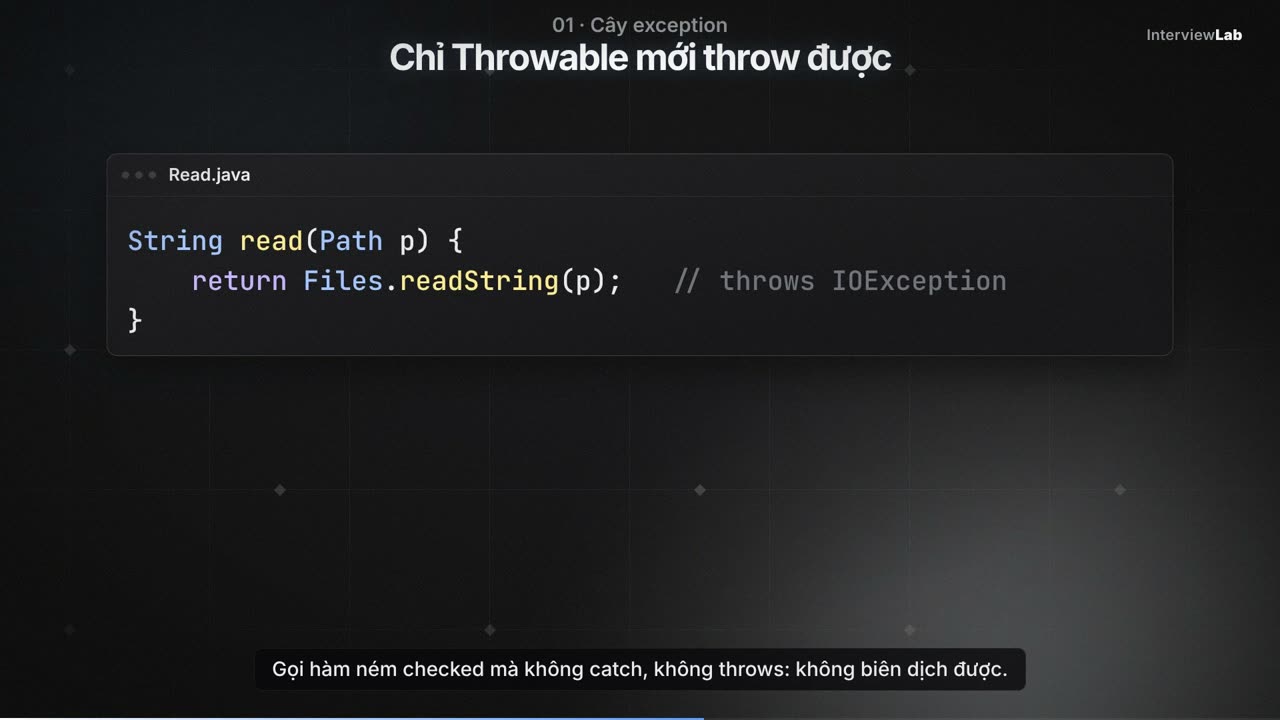 01 · Cây exception
Chỉ Throwable mới throw được
InterviewLab
Read.java
String read(Path p) {
    return Files.readString(p);   // throws IOException
}
Gọi hàm ném checked mà không catch, không throws: không biên dịch được.